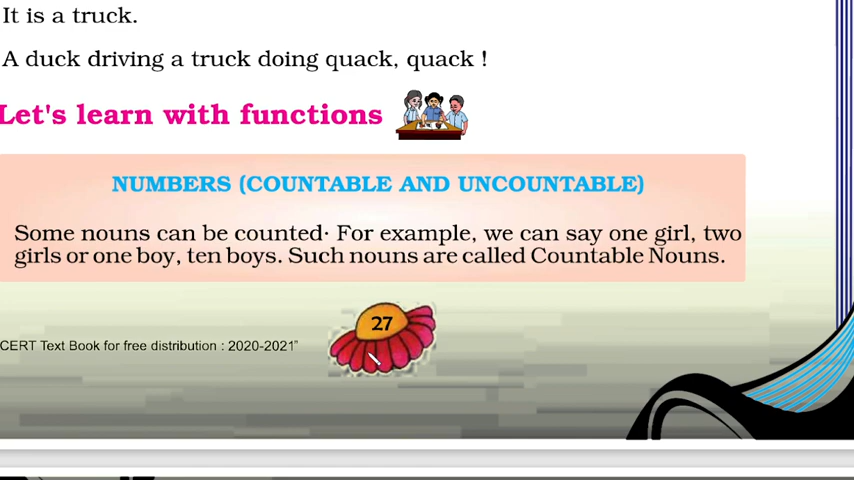 It is a truck.
A duck driving a truck doing quack, quack !
Let's learn with functions
NUMBERS (COUNTABLE AND UNCOUNTABLE)
Some nouns can be counted· For example, we can say one girl, two
girls or one boy, ten boys. Such nouns are called Countable Nouns.
27
CERT Text Book for free distribution : 2020-2021"